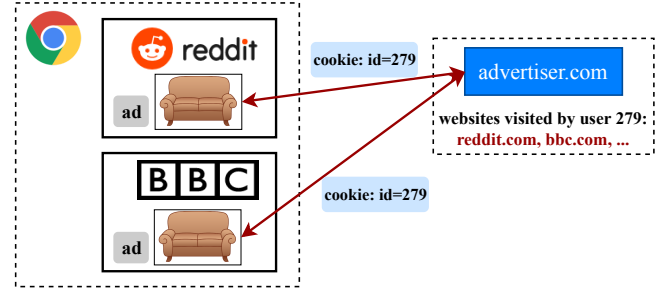 reddit
ad
cookie: id=279
advertiser.com
websites visited by user 279:
reddit.com, bbc.com, ...
BBC
ad
cookie: id=279